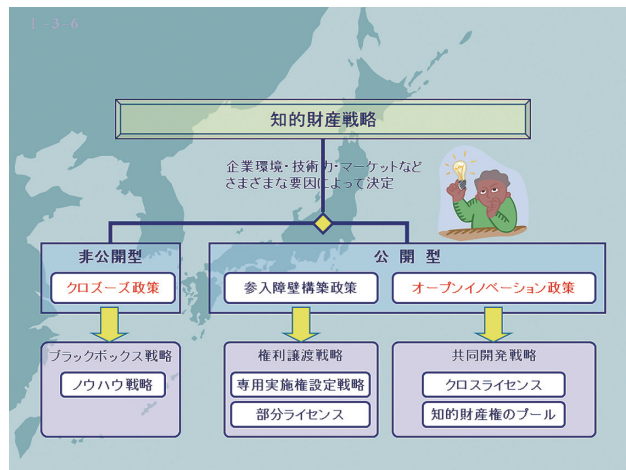 Ⅰ-3-6
知的財産戦略
企業環境・技術力・マーケットなど
さまざまな要因によって決定
非公開型
公開型
クロズーズ政策
参入障壁構築政策
オープンイノベーション政策
ブラックボックス戦略
権利譲渡戦略
共同開発戦略
ノウハウ戦略
専用実施権設定戦略
クロスライセンス
部分ライセンス
知的財産権のプール